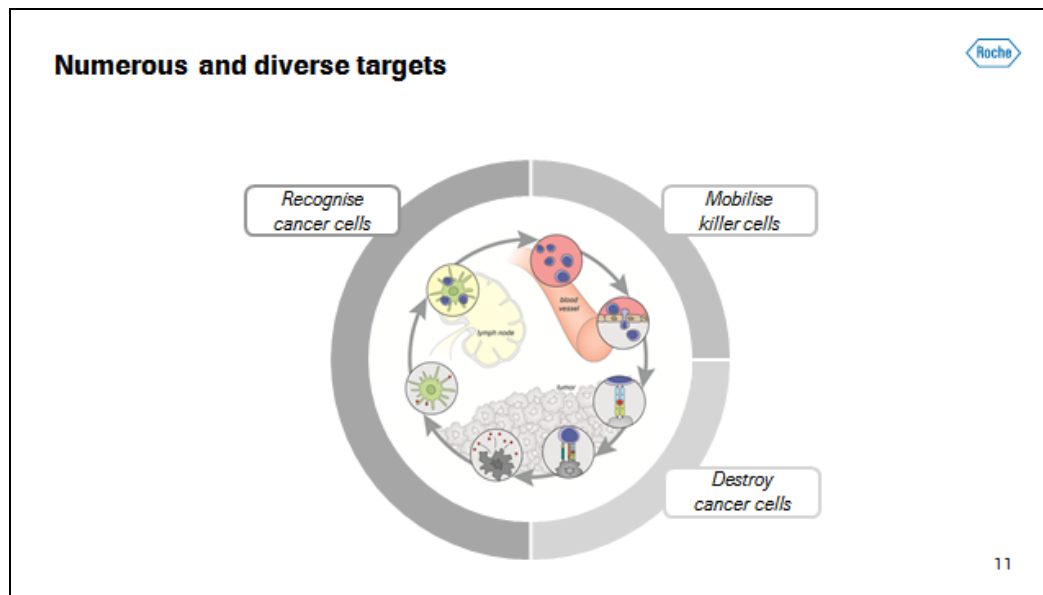 Numerous and diverse targets
Roche
Recognise
cancer cells
Mobilise
killer cells
blood
vessel
lymph node
tumor
Destroy
cancer cells
11